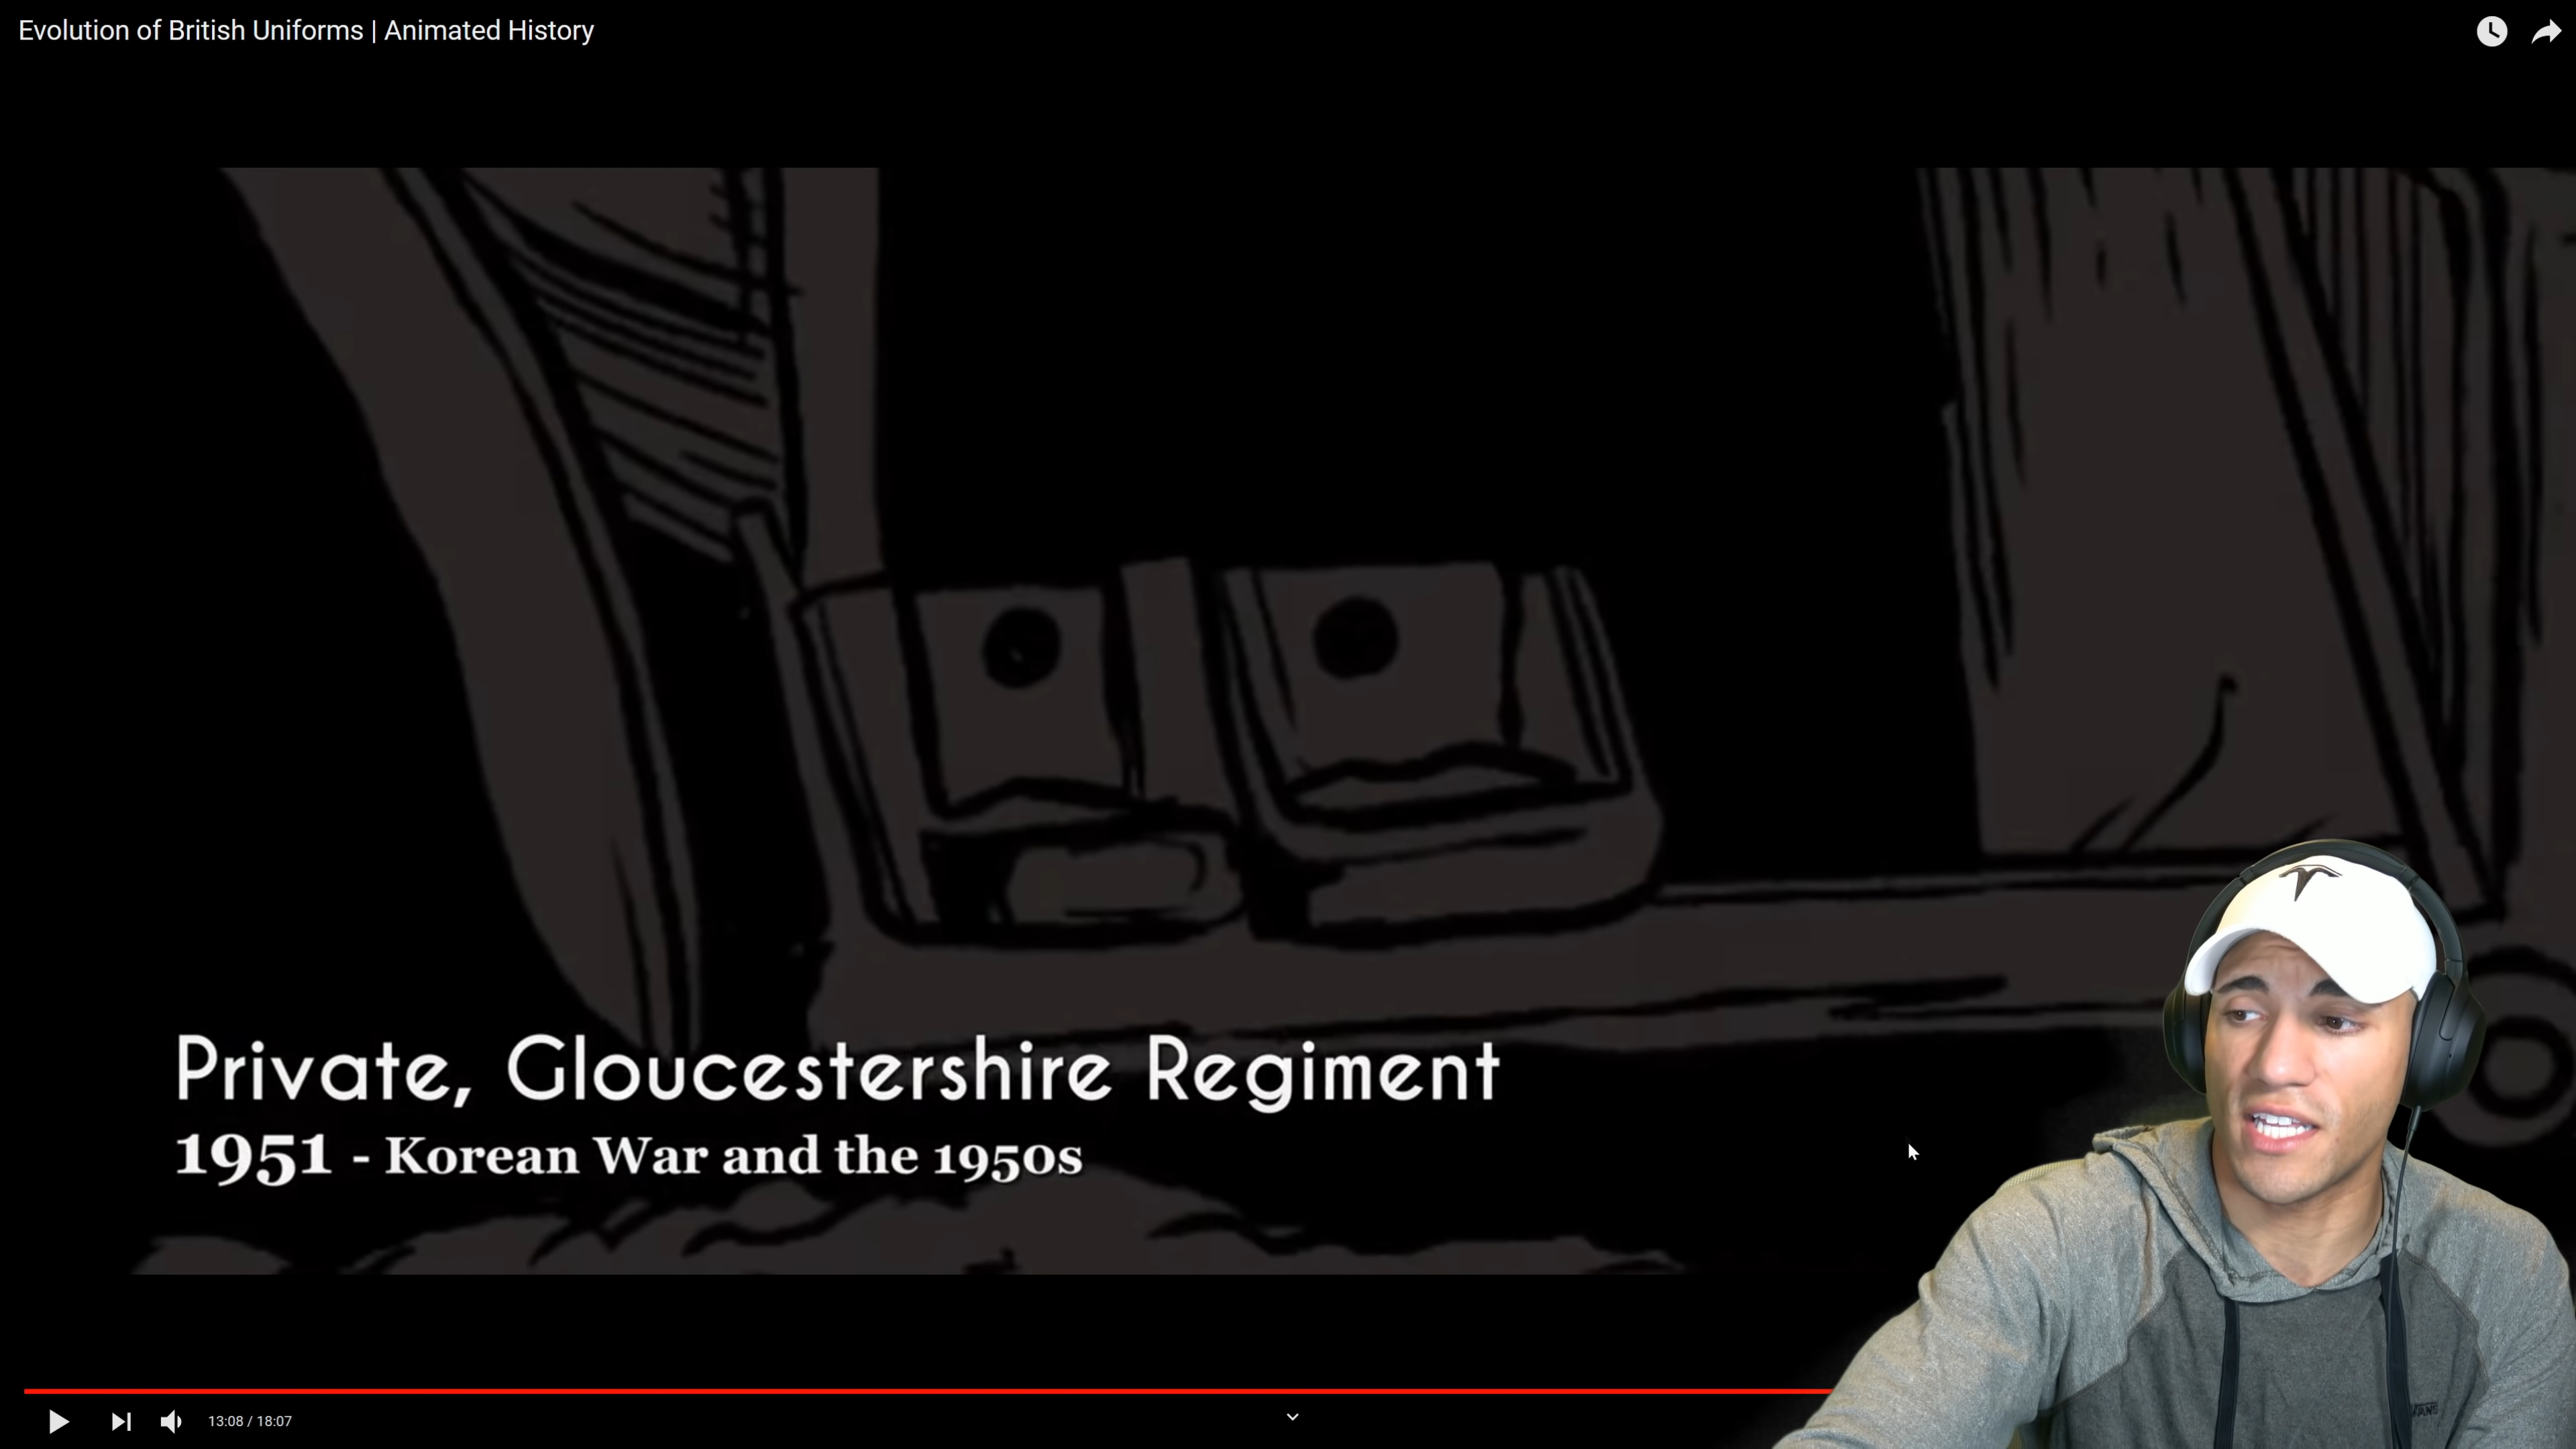 Evolution of British Uniforms | Animated History
Private, Gloucestershire Regiment
1951 - Korean War and the 1950s
13:08 / 18:07